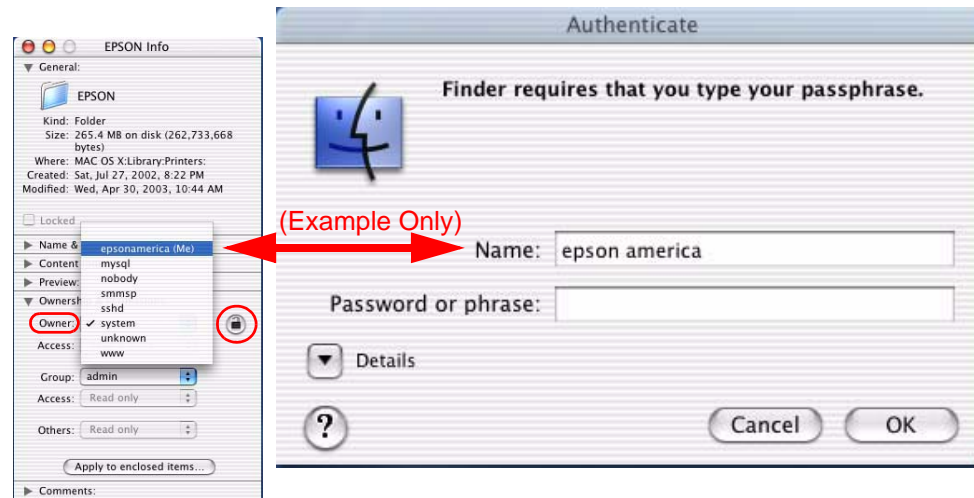 EPSON Info
General:
EPSON
Kind: Folder
Size: 265.4 MB on disk (262,733,668
bytes)
Where: MAC OS X:Library:Printers:
Created: Sat, Jul 27, 2002, 8:22 PM
Modified: Wed, Apr 30, 2003, 10:44 AM
Locked
Name &
Content
Preview:
Ownersh
Owner:
Access:
epsonamerica (Me)
mysql
nobody
smmsp
sshd
✓ system
unknown
www
Group: admin
Access: Read only
Others: Read only
Apply to enclosed items...
Comments:
(Example Only)
Authenticate
Finder requires that you type your passphrase.
Name: epson america
Password or phrase:
Details
?
Cancel OK